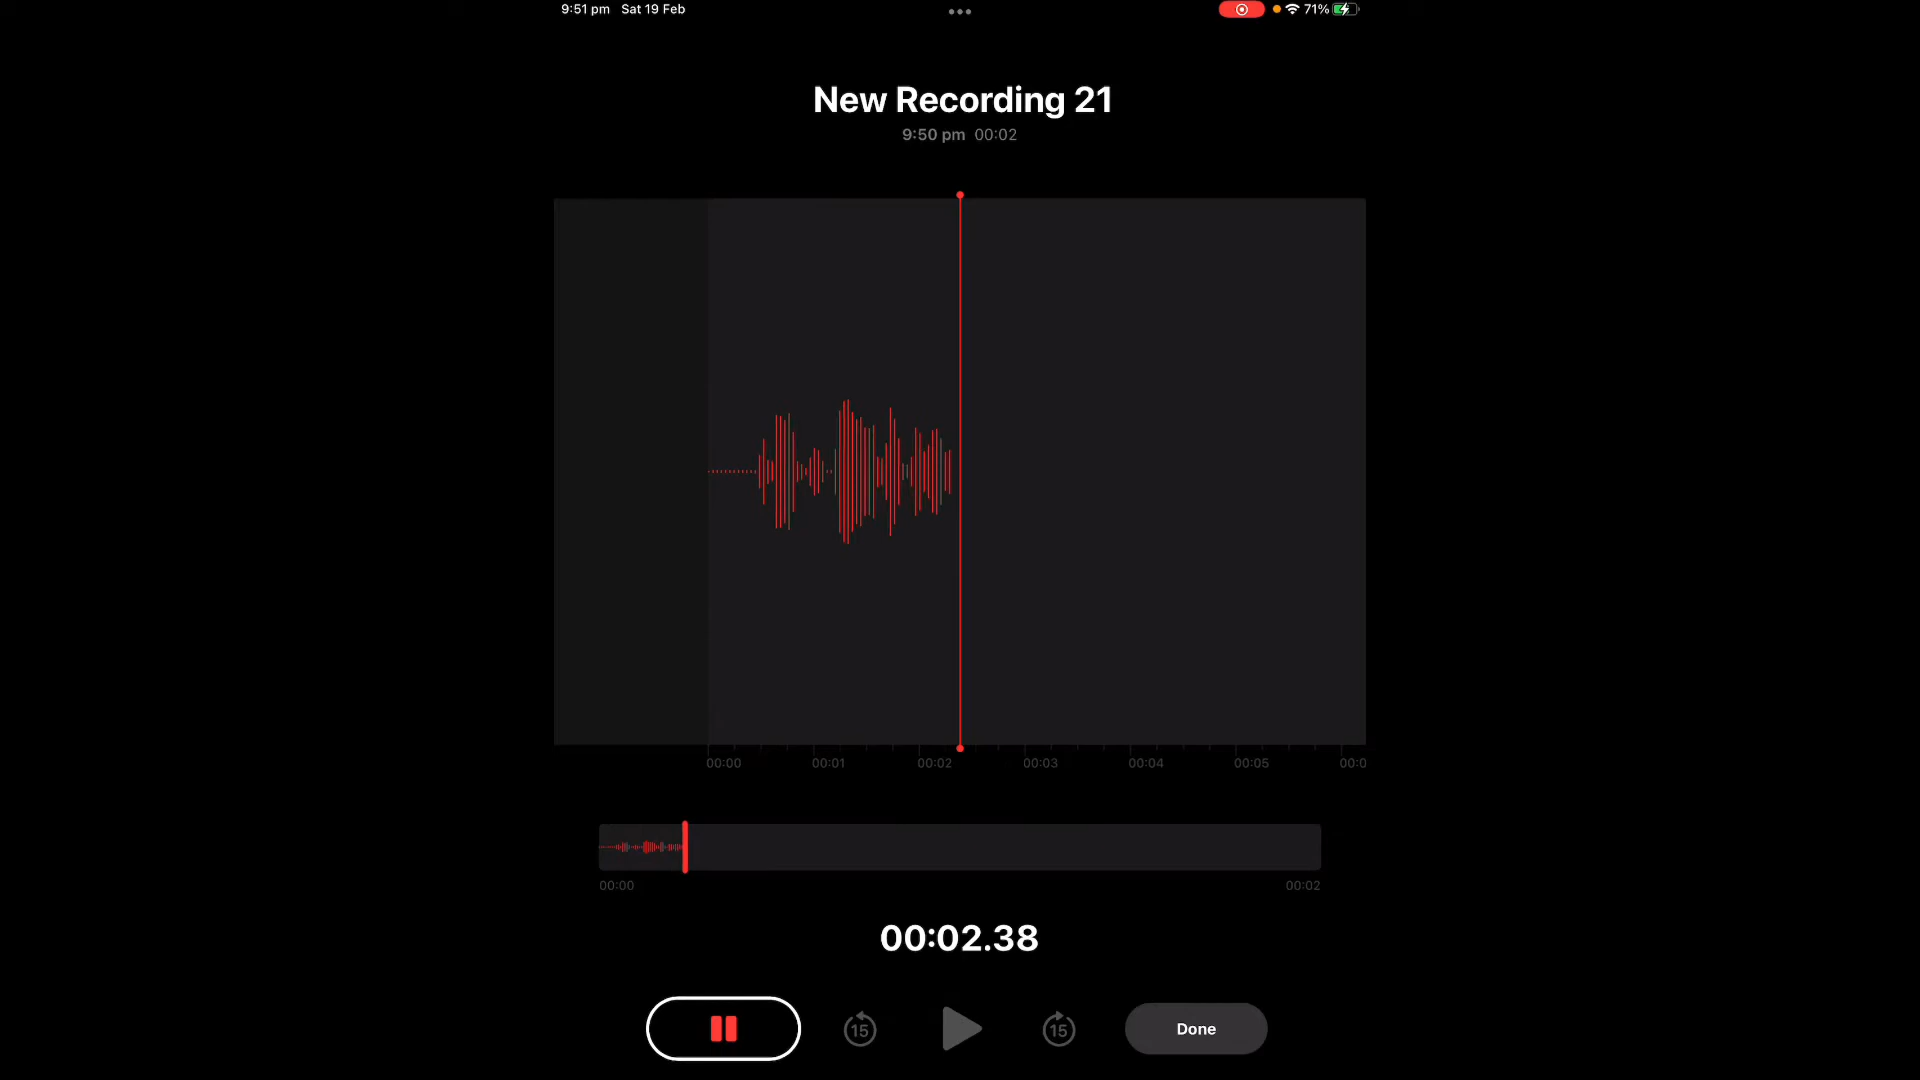 9:51 pm Sat 19 Feb
71%
New Recording 21
9:50 pm 00:02
00:00 00:01 00:02 00:03 00:04 00:05 00:0
00:00 00:02
00:02.38
15 15 Done